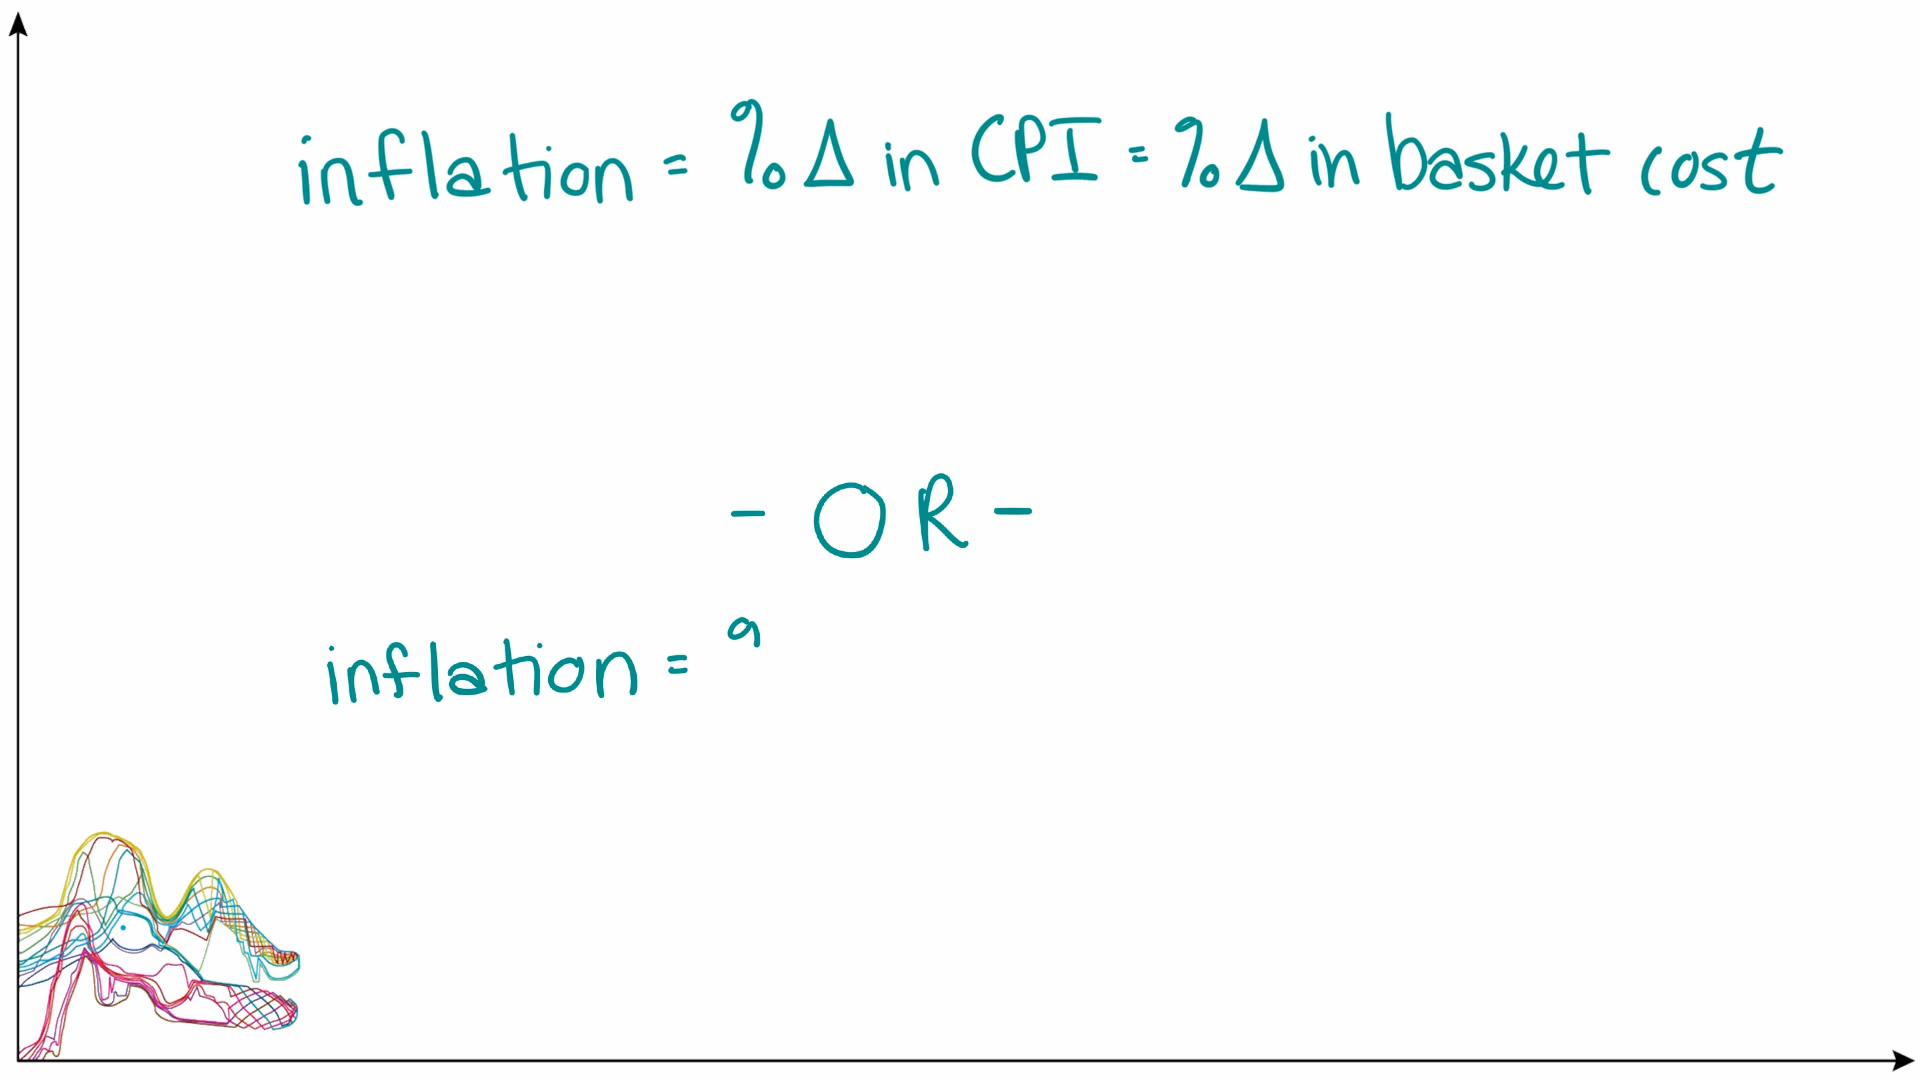 inflation = % Δ in CPI = % Δ in basket cost
- OR -
inflation =